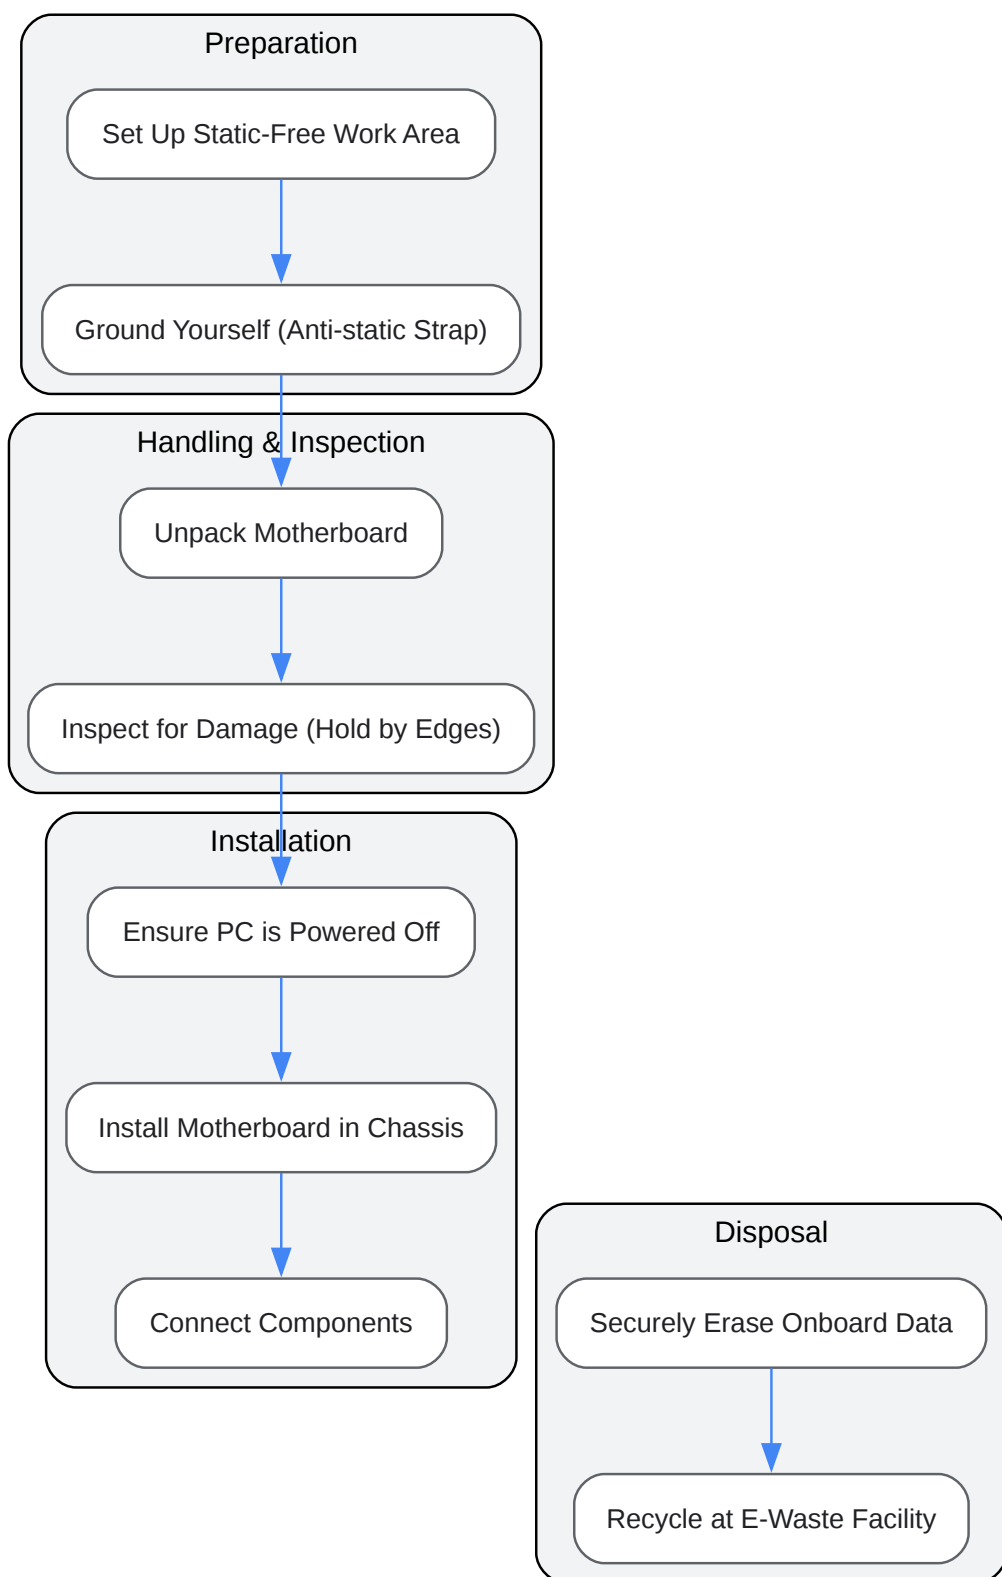 Preparation
Set Up Static-Free Work Area
Ground Yourself (Anti-static Strap)
Handling & Inspection
Unpack Motherboard
Inspect for Damage (Hold by Edges)
Installation
Ensure PC is Powered Off
Install Motherboard in Chassis
Connect Components
Disposal
Securely Erase Onboard Data
Recycle at E-Waste Facility